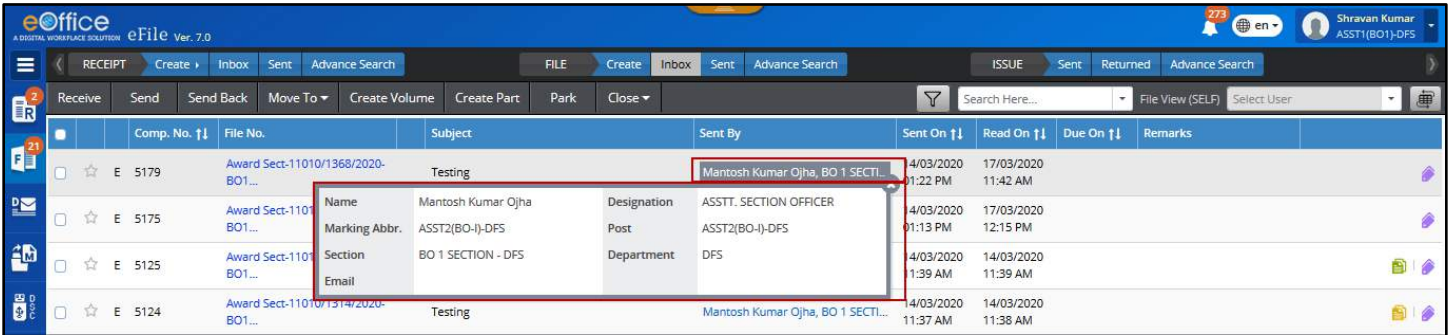 eOffice
A DIGITAL WORKPLACE SOLUTION eFile Ver. 7.0
273
en
Shravan Kumar
ASST1(BO1)-DFS
RECEIPT Create Inbox Sent Advance Search FILE Create Inbox Sent Advance Search ISSUE Sent Returned Advance Search
2
R
Receive Send Send Back Move To Create Volume Create Part Park Close Search Here... File View (SELF) Select User
Comp. No. File No. Subject Sent By Sent On Read On Due On Remarks
21
F
E 5179 Award Sect-11010/1368/2020-BO1... Testing Mantosh Kumar Ojha, BO 1 SECTI... 4/03/2020 01:22 PM 17/03/2020 11:42 AM
Name Mantosh Kumar Ojha Designation ASSTT. SECTION OFFICER
Marking Abbr. ASST2(BO-I)-DFS Post ASST2(BO-I)-DFS
Section BO 1 SECTION - DFS Department DFS
Email
E 5175 Award Sect-1101 BO1... 4/03/2020 01:13 PM 17/03/2020 12:15 PM
M
E 5125 Award Sect-1101 BO1... 4/03/2020 1:39 AM 14/03/2020 11:39 AM
DSC
E 5124 Award Sect-11010/1314/2020-BO1... Testing Mantosh Kumar Ojha, BO 1 SECTI... 14/03/2020 11:37 AM 14/03/2020 11:38 AM